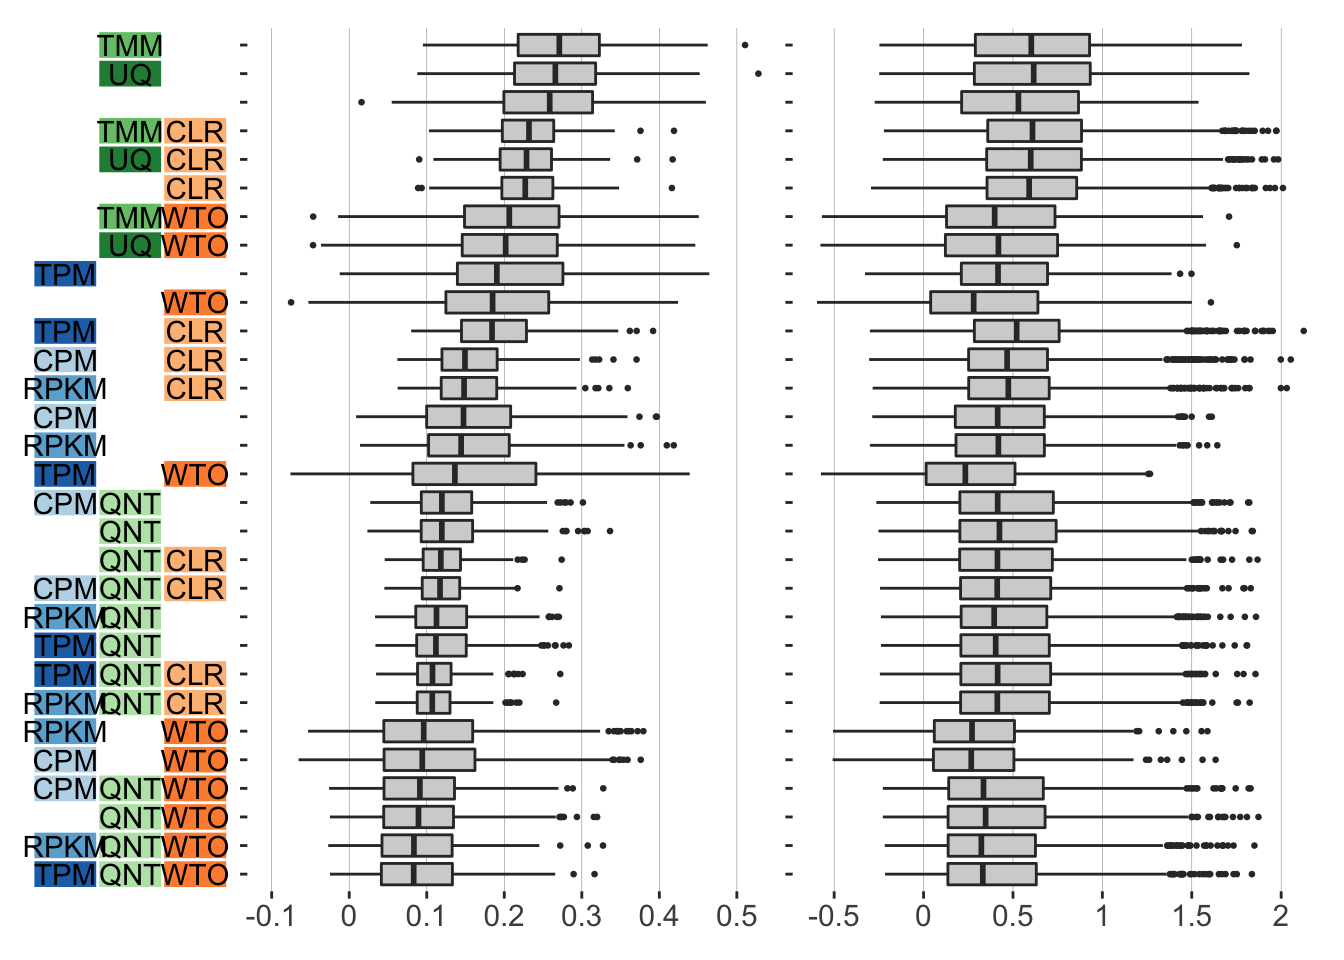 TMM
UQ
TMM CLR
UQ CLR
CLR
TMM WTO
UQ WTO
TPM
WTO
TPM CLR
CPM CLR
RPKM CLR
CPM
RPKM
TPM WTO
CPM QNT
QNT
QNT CLR
CPM QNT CLR
RPKM QNT
TPM QNT
TPM QNT CLR
RPKM QNT CLR
RPKM WTO
CPM WTO
CPM QNT WTO
QNT WTO
RPKM QNT WTO
TPM QNT WTO
-0.1 0 0.1 0.2 0.3 0.4 0.5 -0.5 0 0.5 1 1.5 2